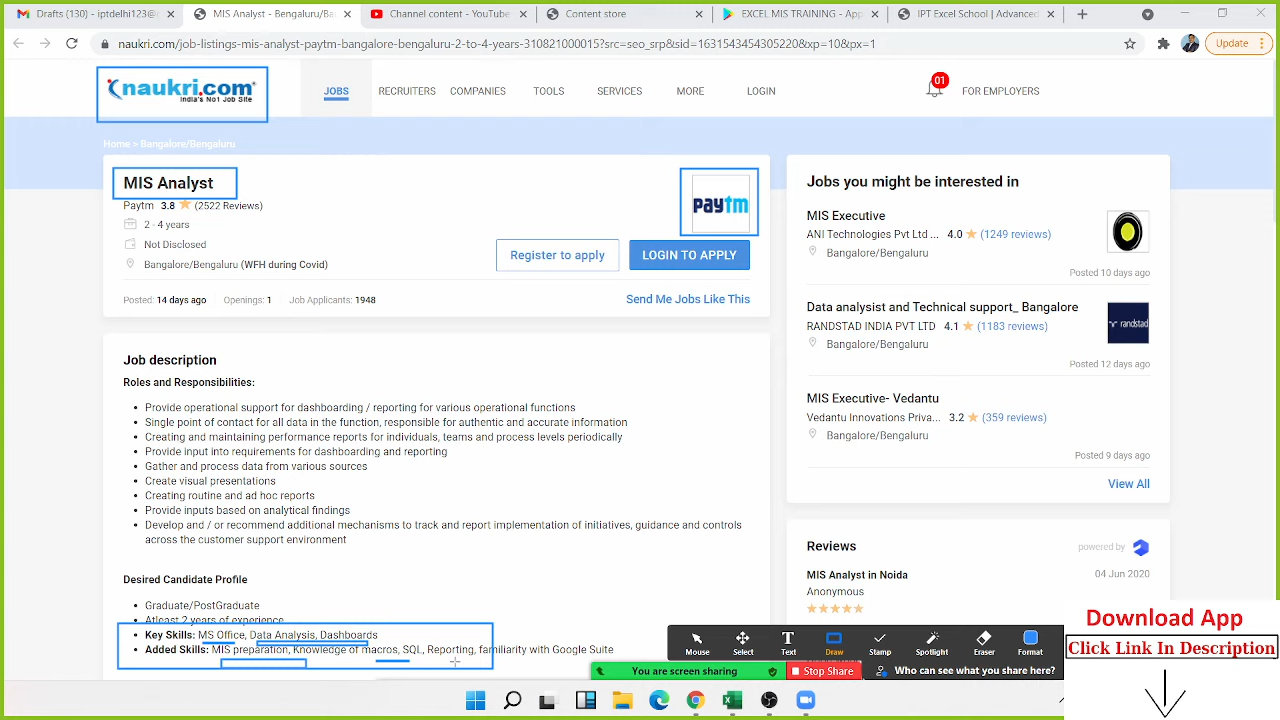 Drafts (130) - iptdelhi123@
MIS Analyst - Bengaluru/Ba
Channel content - YouTube
Content store
EXCEL MIS TRAINING - App
IPT Excel School | Advanced
naukri.com/job-listings-mis-analyst-paytm-bangalore-bengaluru-2-to-4-years-310821000015?src=seo_srp&sid=1631543454305220&xp=10&px=1
Update
naukri.com
India's No1 Job Site
JOBS
RECRUITERS
COMPANIES
TOOLS
SERVICES
MORE
LOGIN
01
FOR EMPLOYERS
Home > Bangalore/Bengaluru
MIS Analyst
Paytm 3.8 (2522 Reviews)
2 - 4 years
Not Disclosed
Bangalore/Bengaluru (WFH during Covid)
paytm
Register to apply
LOGIN TO APPLY
Posted: 14 days ago Openings: 1 Job Applicants: 1948
Send Me Jobs Like This
Job description
Roles and Responsibilities:
• Provide operational support for dashboarding / reporting for various operational functions
• Single point of contact for all data in the function, responsible for authentic and accurate information
• Creating and maintaining performance reports for individuals, teams and process levels periodically
• Provide input into requirements for dashboarding and reporting
• Gather and process data from various sources
• Create visual presentations
• Creating routine and ad hoc reports
• Provide inputs based on analytical findings
• Develop and / or recommend additional mechanisms to track and report implementation of initiatives, guidance and controls
across the customer support environment
Desired Candidate Profile
• Graduate/PostGraduate
• Atleast 2 years of experience
• Key Skills: MS Office, Data Analysis, Dashboards
• Added Skills: MIS preparation, Knowledge of macros, SQL, Reporting, familiarity with Google Suite
Jobs you might be interested in
MIS Executive
ANI Technologies Pvt Ltd ... 4.0 (1249 reviews)
Bangalore/Bengaluru
Posted 10 days ago
Data analysist and Technical support_ Bangalore
RANDSTAD INDIA PVT LTD 4.1 (1183 reviews)
Bangalore/Bengaluru
randstad
Posted 12 days ago
MIS Executive- Vedantu
Vedantu Innovations Priva... 3.2 (359 reviews)
Bangalore/Bengaluru
Posted 9 days ago
View All
Reviews
powered by
MIS Analyst in Noida
04 Jun 2020
Anonymous
Mouse
Select
Text
Draw
Stamp
Spotlight
Eraser
Format
You are screen sharing
Stop Share
Who can see what you share here?
Download App
Click Link In Description